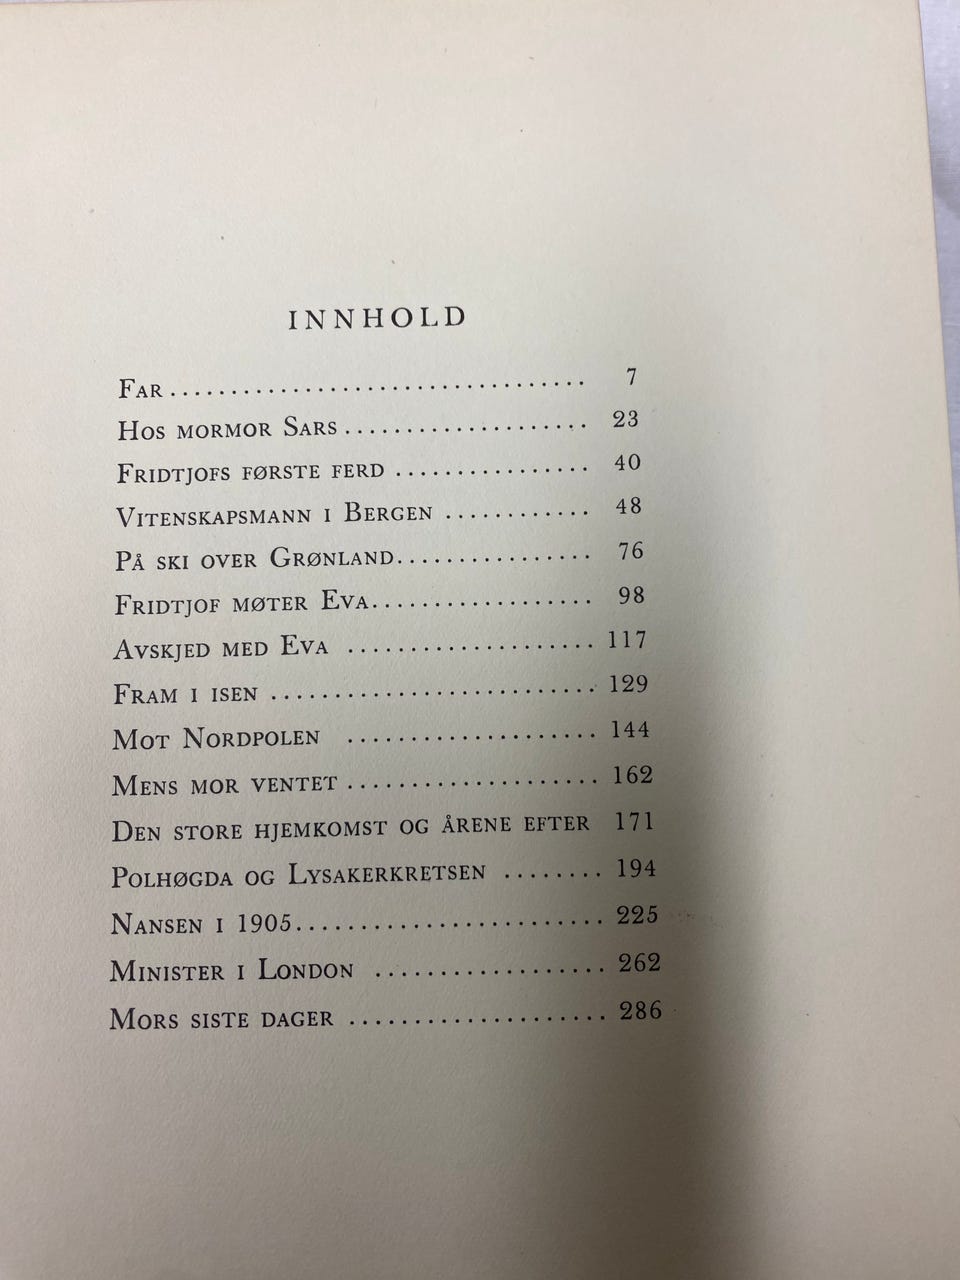 INNHOLD
FAR.................................. 7
HOS MORMOR SARS.................... 23
FRIDTJOFS FØRSTE FERD ................ 40
VITENSKAPSMANN I BERGEN ............ 48
PÅ SKI OVER GRØNLAND................ 76
FRIDTJOF MØTER EVA.................. 98
AVSKJED MED EVA .................... 117
FRAM I ISEN ........................... 129
MOT NORDPOLEN .................... 144
MENS MOR VENTET .................... 162
DEN STORE HJEMKOMST OG ÅRENE EFTER 171
POLHØGDA OG LYSAKERKRETSEN ........ 194
NANSEN I 1905......................... 225
MINISTER I LONDON ................... 262
MORS SISTE DAGER ..................... 286